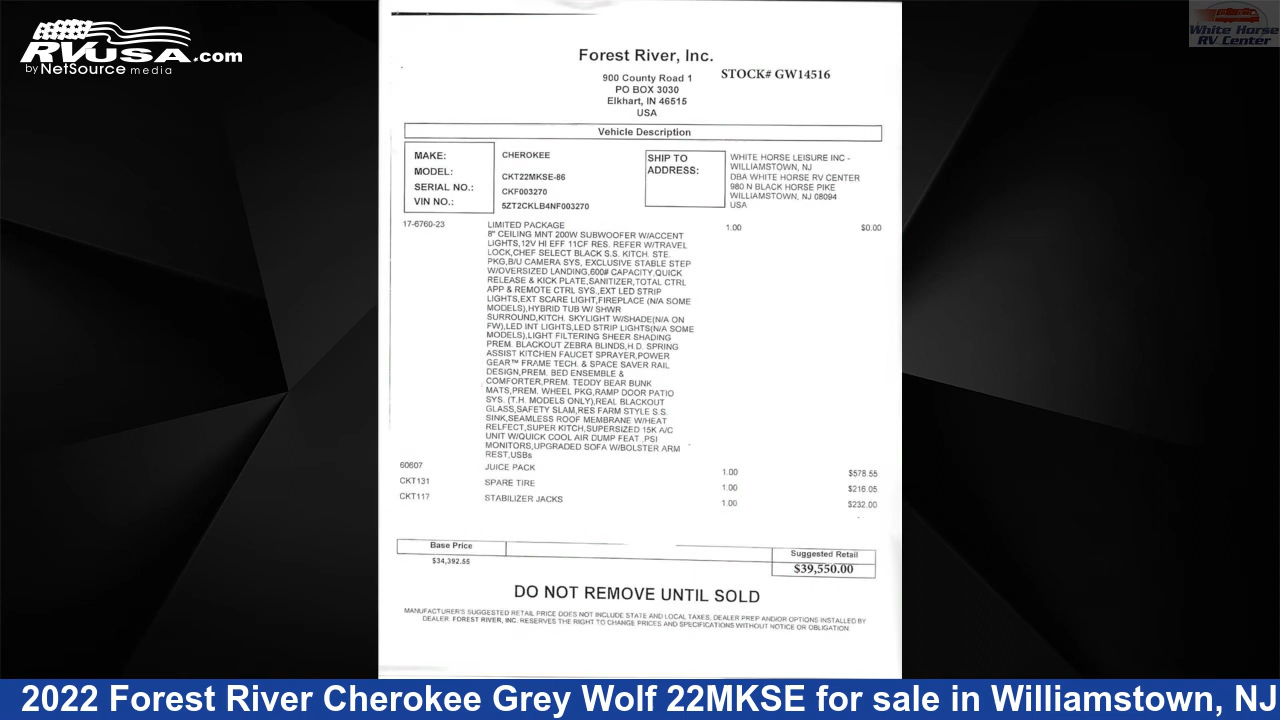 RVUSA.com
by NetSource media
White Horse
RV Center
Forest River, Inc.
900 County Road 1
STOCK# GW14516
PO BOX 3030
Elkhart, IN 46515
USA
Vehicle Description
MAKE: CHEROKEE
MODEL: CKT22MKSE-86
SERIAL NO.: CKF003270
VIN NO.: 5ZT2CKLB4NF003270
SHIP TO
ADDRESS:
WHITE HORSE LEISURE INC -
WILLIAMSTOWN, NJ
DBA WHITE HORSE RV CENTER
980 N BLACK HORSE PIKE
WILLIAMSTOWN, NJ 08094
USA
17-6760-23 LIMITED PACKAGE 1.00 $0.00
8" CEILING MNT 200W SUBWOOFER W/ACCENT
LIGHTS,12V HI EFF 11CF RES. REFER W/TRAVEL
LOCK,CHEF SELECT BLACK S.S. KITCH. STE.
PKG,B/U CAMERA SYS, EXCLUSIVE STABLE STEP
W/OVERSIZED LANDING,600# CAPACITY,QUICK
RELEASE & KICK PLATE,SANITIZER,TOTAL CTRL
APP & REMOTE CTRL SYS.,EXT LED STRIP
LIGHTS,EXT SCARE LIGHT,FIREPLACE (N/A SOME
MODELS),HYBRID TUB W/ SHWR
SURROUND,KITCH. SKYLIGHT W/SHADE(N/A ON
FW),LED INT LIGHTS,LED STRIP LIGHTS(N/A SOME
MODELS),LIGHT FILTERING SHEER SHADING
PREM. BLACKOUT ZEBRA BLINDS,H.D. SPRING
ASSIST KITCHEN FAUCET SPRAYER,POWER
GEAR™ FRAME TECH. & SPACE SAVER RAIL
DESIGN,PREM. BED ENSEMBLE &
COMFORTER,PREM. TEDDY BEAR BUNK
MATS,PREM. WHEEL PKG,RAMP DOOR PATIO
SYS. (T.H. MODELS ONLY),REAL BLACKOUT
GLASS,SAFETY SLAM,RES FARM STYLE S.S.
SINK,SEAMLESS ROOF MEMBRANE W/HEAT
RELFECT,SUPER KITCH,SUPERSIZED 15K A/C
UNIT W/QUICK COOL AIR DUMP FEAT.,PSI
MONITORS,UPGRADED SOFA W/BOLSTER ARM
REST,USBs
60607 JUICE PACK 1.00 $578.55
CKT131 SPARE TIRE 1.00 $216.05
CKT117 STABILIZER JACKS 1.00 $232.00
Base Price Suggested Retail
$34,392.55 $39,550.00
DO NOT REMOVE UNTIL SOLD
MANUFACTURER'S SUGGESTED RETAIL PRICE DOES NOT INCLUDE STATE AND LOCAL TAXES, DEALER PREP AND/OR OPTIONS INSTALLED BY
DEALER. FOREST RIVER, INC. RESERVES THE RIGHT TO CHANGE PRICES AND SPECIFICATIONS WITHOUT NOTICE OR OBLIGATION.
2022 Forest River Cherokee Grey Wolf 22MKSE for sale in Williamstown, NJ